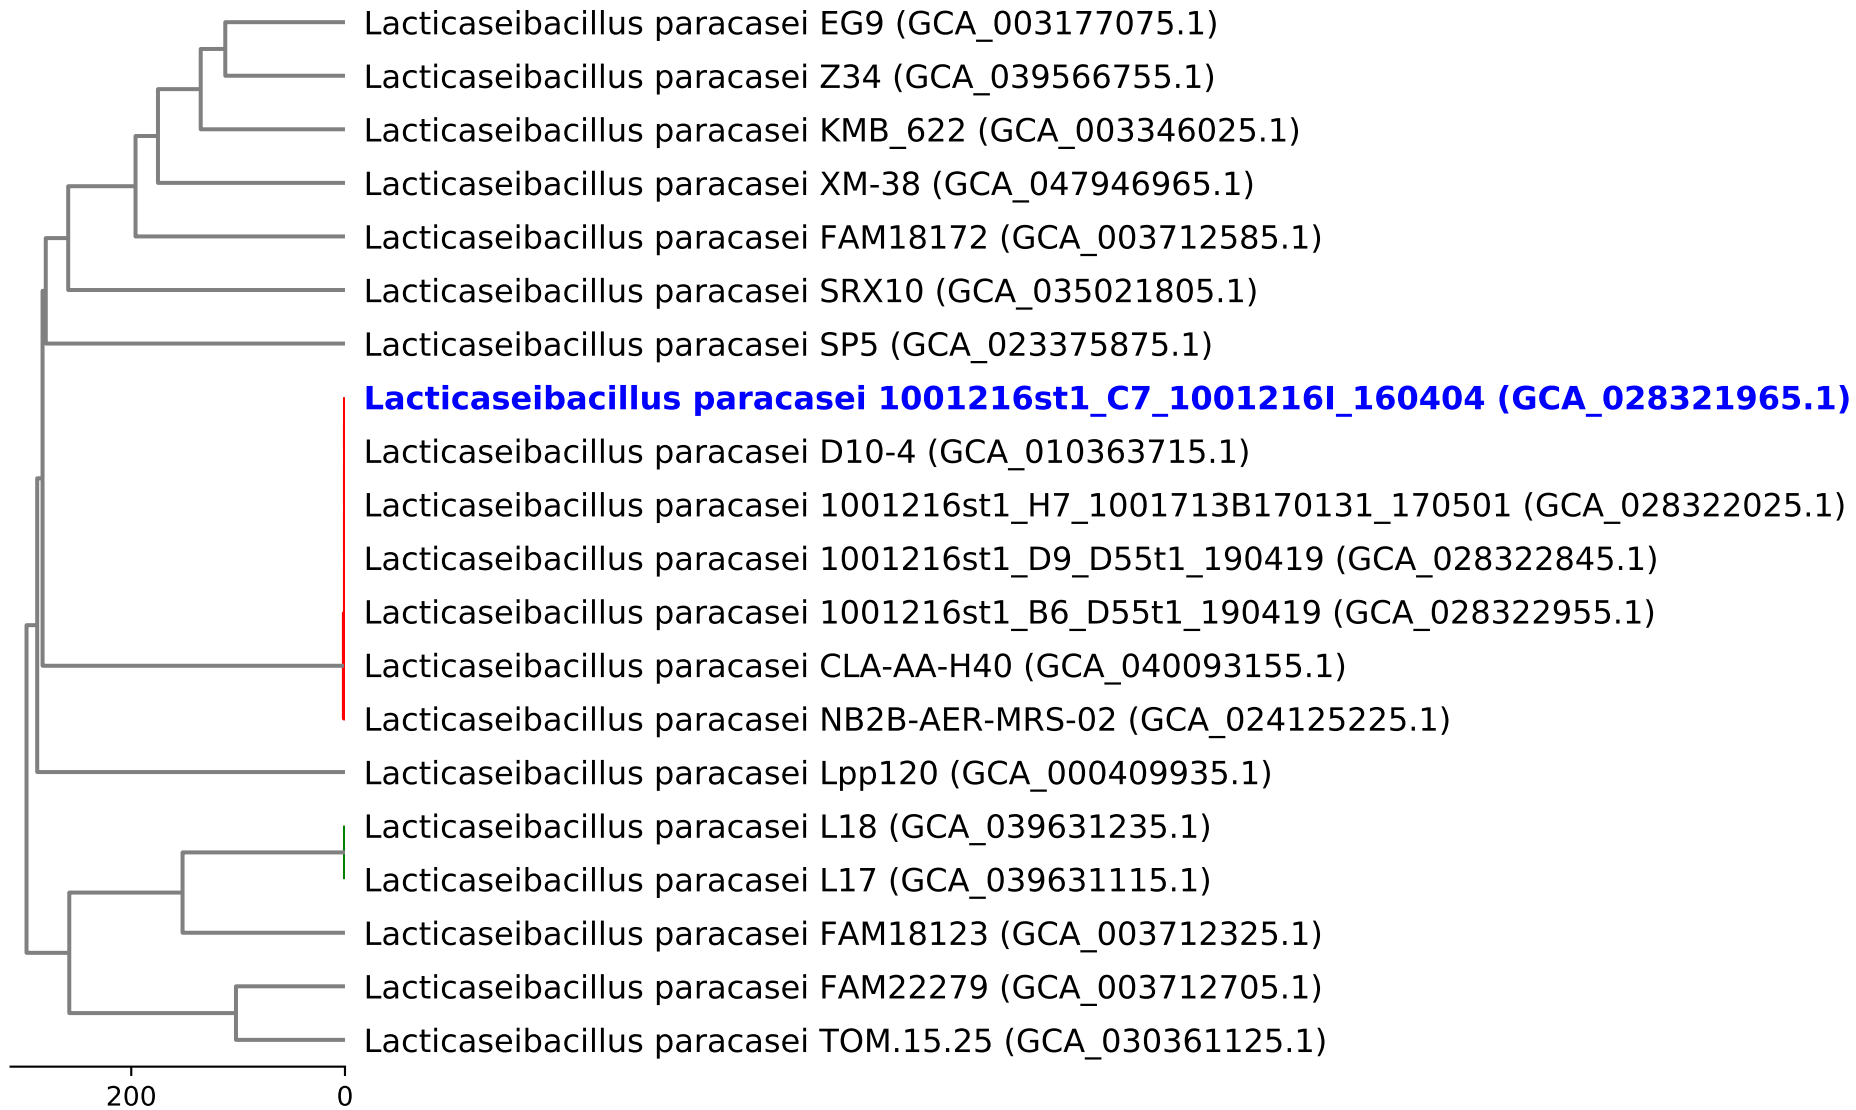 Lacticaseibacillus paracasei EG9 (GCA_003177075.1)
Lacticaseibacillus paracasei Z34 (GCA_039566755.1)
Lacticaseibacillus paracasei KMB_622 (GCA_003346025.1)
Lacticaseibacillus paracasei XM-38 (GCA_047946965.1)
Lacticaseibacillus paracasei FAM18172 (GCA_003712585.1)
Lacticaseibacillus paracasei SRX10 (GCA_035021805.1)
Lacticaseibacillus paracasei SP5 (GCA_023375875.1)
Lacticaseibacillus paracasei 1001216st1_C7_1001216I_160404 (GCA_028321965.1)
Lacticaseibacillus paracasei D10-4 (GCA_010363715.1)
Lacticaseibacillus paracasei 1001216st1_H7_1001713B170131_170501 (GCA_028322025.1)
Lacticaseibacillus paracasei 1001216st1_D9_D55t1_190419 (GCA_028322845.1)
Lacticaseibacillus paracasei 1001216st1_B6_D55t1_190419 (GCA_028322955.1)
Lacticaseibacillus paracasei CLA-AA-H40 (GCA_040093155.1)
Lacticaseibacillus paracasei NB2B-AER-MRS-02 (GCA_024125225.1)
Lacticaseibacillus paracasei Lpp120 (GCA_000409935.1)
Lacticaseibacillus paracasei L18 (GCA_039631235.1)
Lacticaseibacillus paracasei L17 (GCA_039631115.1)
Lacticaseibacillus paracasei FAM18123 (GCA_003712325.1)
Lacticaseibacillus paracasei FAM22279 (GCA_003712705.1)
Lacticaseibacillus paracasei TOM.15.25 (GCA_030361125.1)
200 0